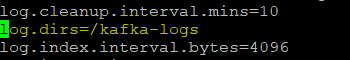 log.cleanup.interval.mins=10
log.dirs=/kafka-logs
log.index.interval.bytes=4096